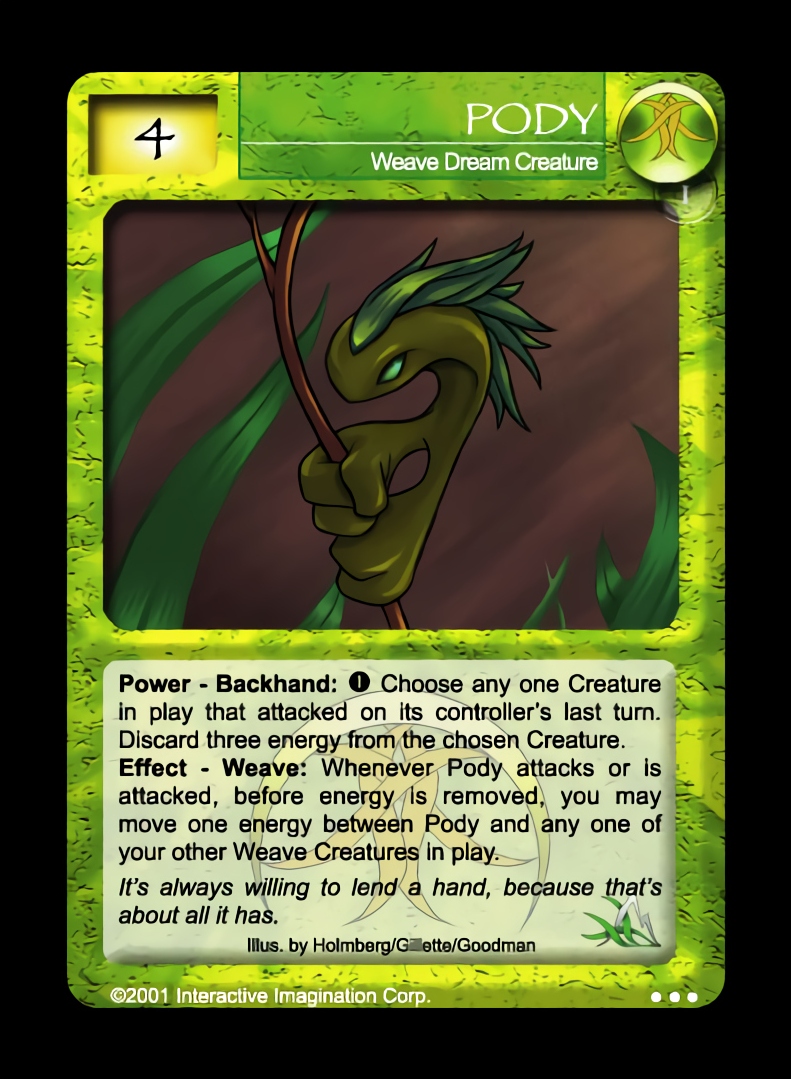 4
PODY
Weave Dream Creature
1
Power - Backhand: ❶ Choose any one Creature
in play that attacked on its controller's last turn.
Discard three energy from the chosen Creature.
Effect - Weave: Whenever Pody attacks or is
attacked, before energy is removed, you may
move one energy between Pody and any one of
your other Weave Creatures in play.
It's always willing to lend a hand, because that's
about all it has.
Illus. by Holmberg/ /Goodman
©2001 Interactive Imagination Corp.